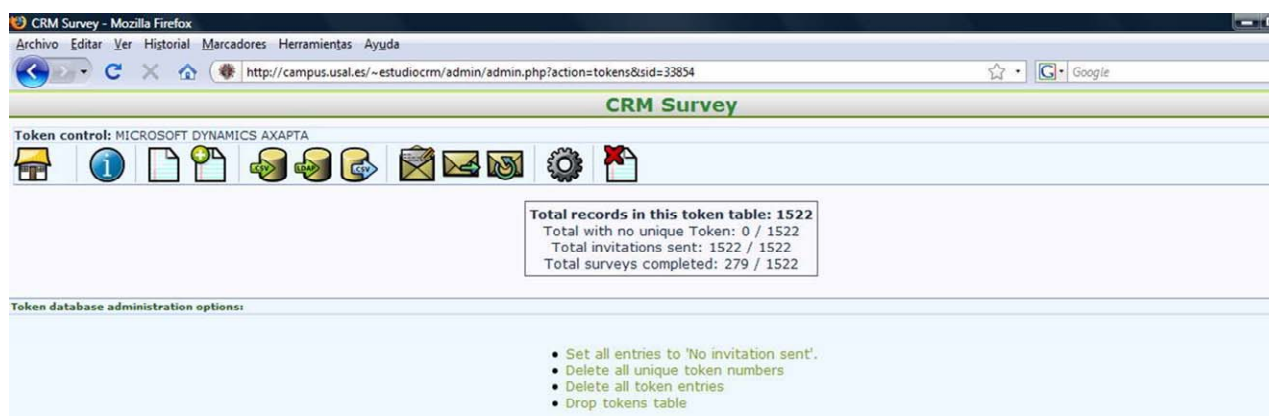 CRM Survey - Mozilla Firefox
Archivo Editar Ver Historial Marcadores Herramientas Ayuda
http://campus.usal.es/~estudiocrm/admin/admin.php?action=tokens&sid=33854 G Google
CRM Survey
Token control: MICROSOFT DYNAMICS AXAPTA
CSV LDAP CSV
Total records in this token table: 1522
Total with no unique Token: 0 / 1522
Total invitations sent: 1522 / 1522
Total surveys completed: 279 / 1522
Token database administration options:
• Set all entries to 'No invitation sent'.
• Delete all unique token numbers
• Delete all token entries
• Drop tokens table